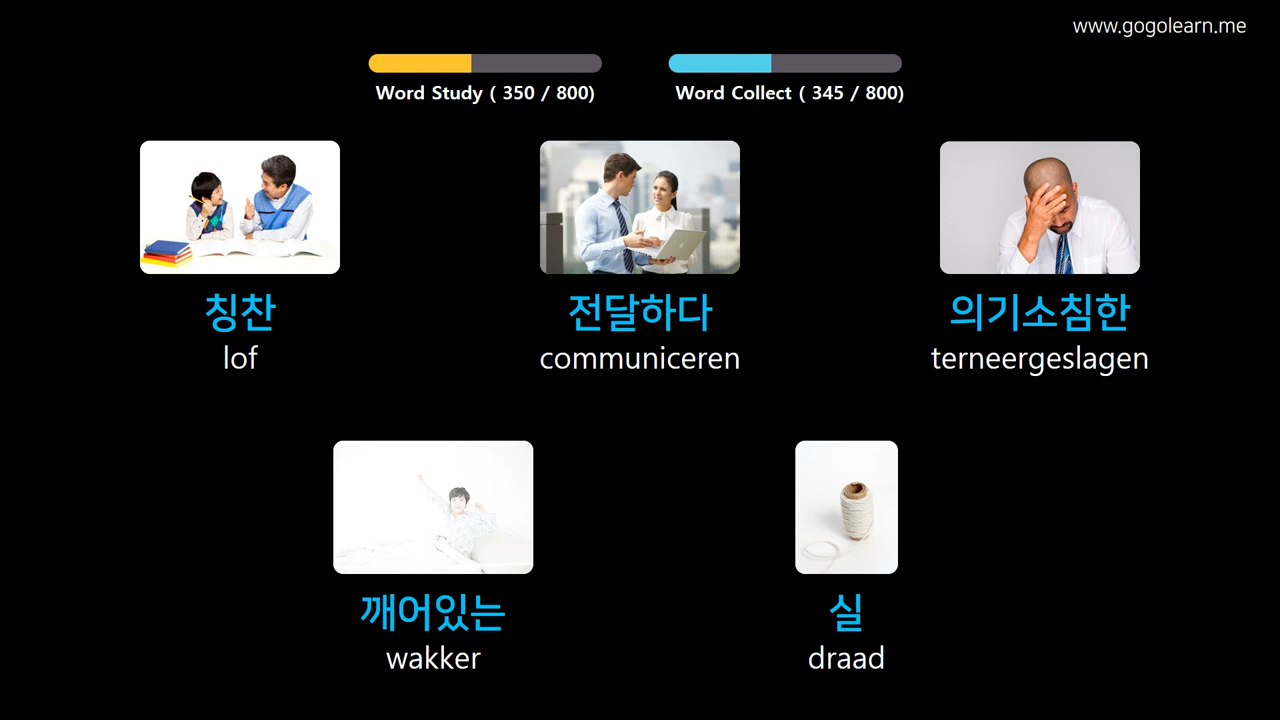 www.gogolearn.me
Word Study ( 350 / 800)
Word Collect ( 345 / 800)
칭찬
lof
전달하다
communiceren
의기소침한
terneergeslagen
깨어있는
wakker
실
draad